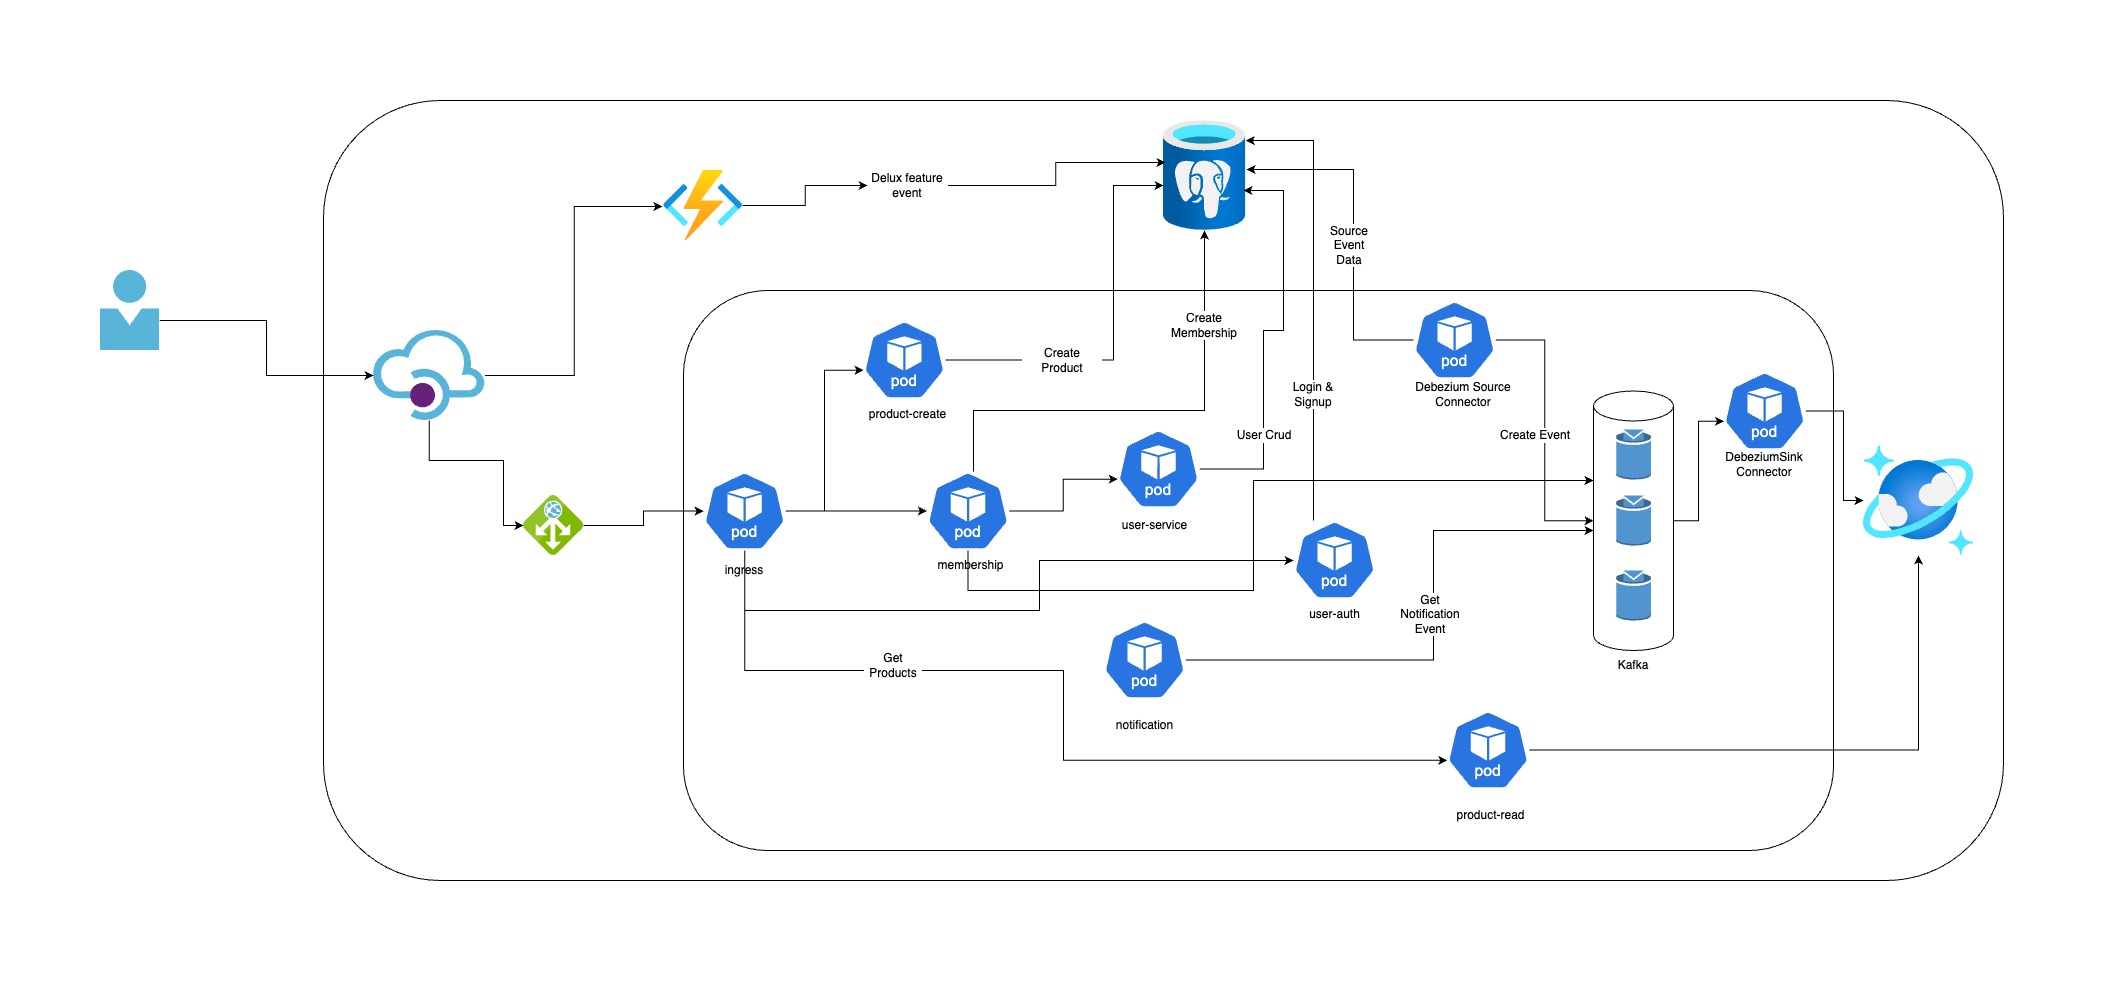 Delux feature
event
Source
Event
Data
Create
Membership
pod
product-create
Create
Product
pod
Debezium Source
Connector
Login &
Signup
User Crud
Create Event
pod
DebeziumSink
Connector
pod
ingress
pod
membership
pod
user-service
pod
user-auth
Get
Notification
Event
Kafka
Get
Products
pod
notification
pod
product-read